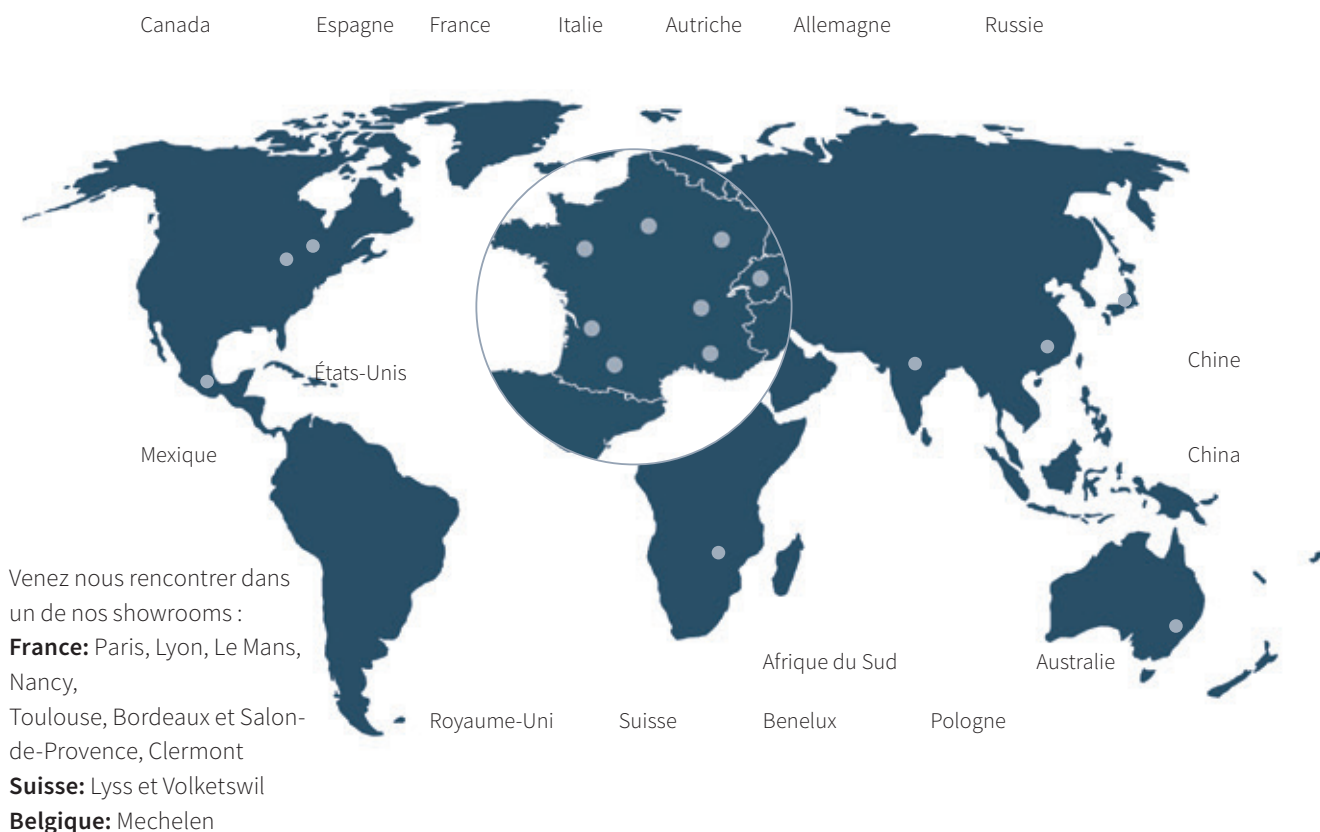 Canada Espagne France Italie Autriche Allemagne Russie
États-Unis
Chine
Mexique
China
Venez nous rencontrer dans
un de nos showrooms :
France: Paris, Lyon, Le Mans,
Nancy,
Toulouse, Bordeaux et Salon-
de-Provence, Clermont
Suisse: Lyss et Volketswil
Belgique: Mechelen
Afrique du Sud
Australie
Royaume-Uni Suisse Benelux Pologne